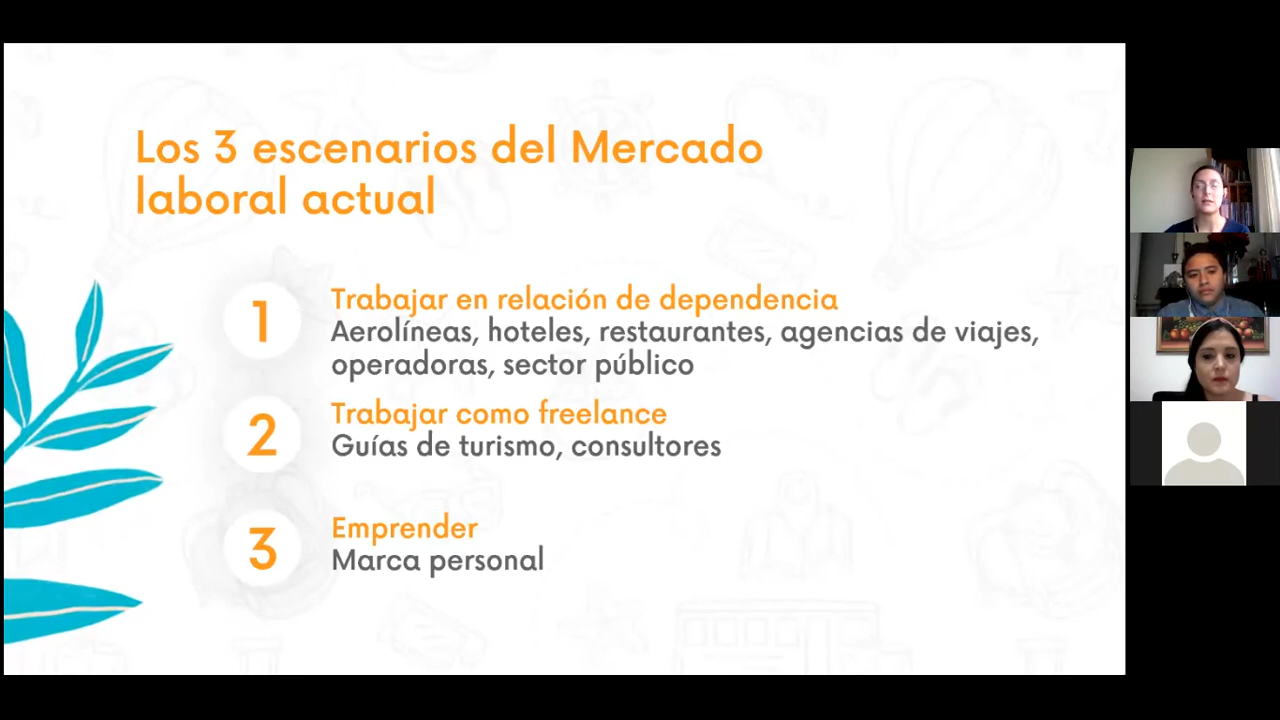 Los 3 escenarios del Mercado
laboral actual
1
Trabajar en relación de dependencia
Aerolíneas, hoteles, restaurantes, agencias de viajes,
operadoras, sector público
2
Trabajar como freelance
Guías de turismo, consultores
3
Emprender
Marca personal